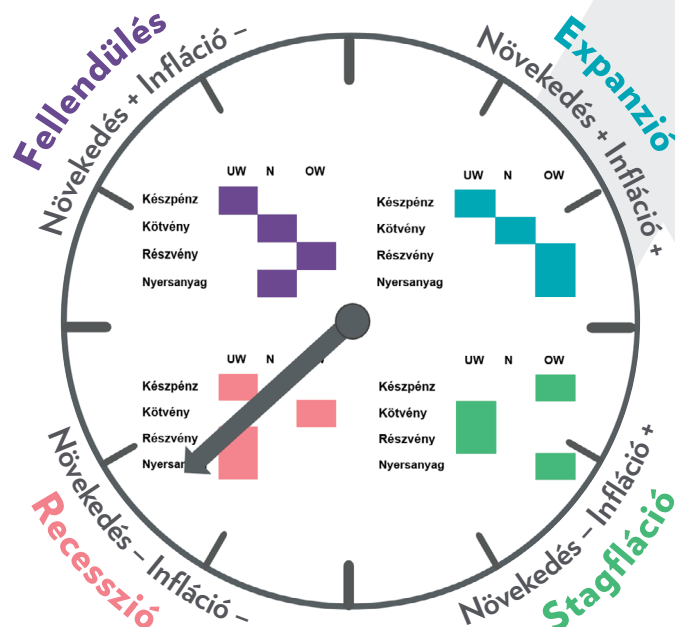 Fellendülés
Növekedés + Infláció –
Expanzió
Növekedés + Infláció +
UW N OW
Készpénz
Kötvény
Részvény
Nyersanyag
UW N OW
Készpénz
Kötvény
Részvény
Nyersanyag
UW N
Készpénz
Kötvény
Részvény
UW N OW
Készpénz
Kötvény
Részvény
Nyersanyag
Növekedés – Infláció –
Recesszió
Növekedés – Infláció +
Stagfláció